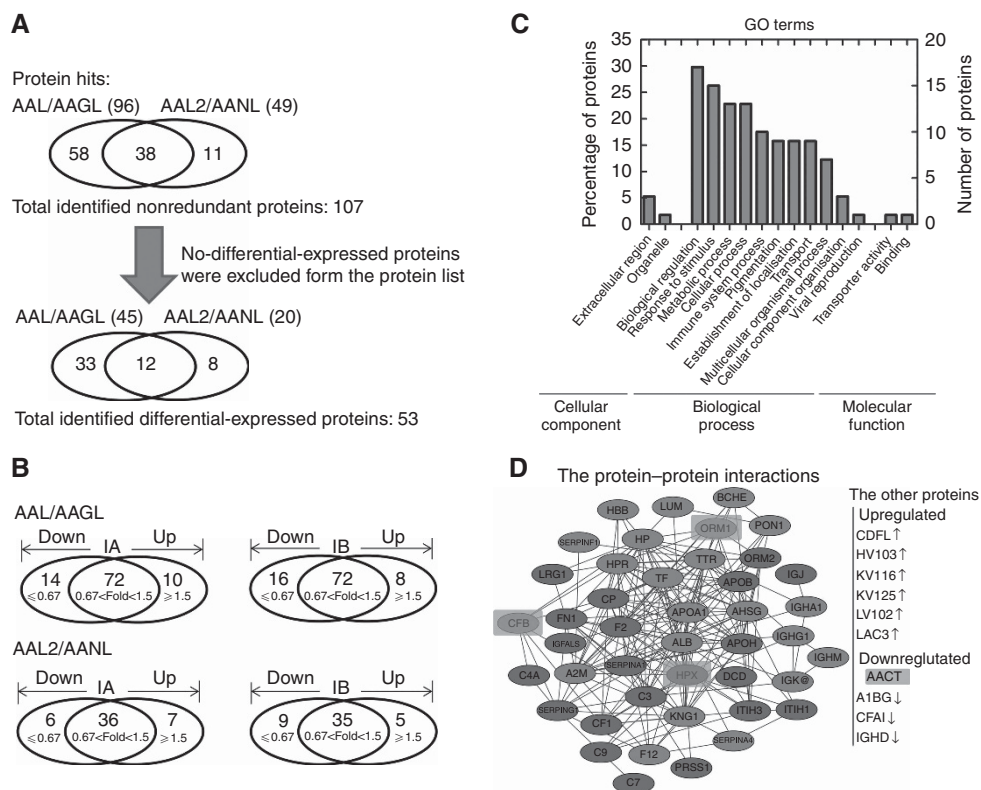 A
Protein hits:
AAL/AAGL (96) AAL2/AANL (49)
58 38 11
Total identified nonredundant proteins: 107
No-differential-expressed proteins
were excluded form the protein list
AAL/AAGL (45) AAL2/AANL (20)
33 12 8
Total identified differential-expressed proteins: 53
B
AAL/AAGL
Down IA Up
14 72 10
⩽0.67 0.67<Fold<1.5 ⩾1.5
Down IB Up
16 72 8
⩽0.67 0.67<Fold<1.5 ⩾1.5
AAL2/AANL
Down IA Up
6 36 7
⩽0.67 0.67<Fold<1.5 ⩾1.5
Down IB Up
9 35 5
⩽0.67 0.67<Fold<1.5 ⩾1.5
C
GO terms
Percentage of proteins
35
30
25
20
15
10
5
0
Number of proteins
20
15
10
5
0
Extracellular region
Organelle
Biological regulation
Response to stimulus
Metabolic process
Cellular process
Immune system process
Pigmentation
Establishment of localisation
Transport
Multicellular organismal process
Cellular component organisation
Viral reproduction
Transporter activity
Binding
Cellular
component
Biological
process
Molecular
function
D
The protein–protein interactions
BCHE
LUM
HBB
ORM1
PON1
HP
SERPINF1
TTR
ORM2
HPR
LRG1
TF
APOB
IGJ
CP
APOA1
AHSG
IGHA1
CFB
FN1
F2
IGHG1
IGFALS
ALB
APOH
IGHM
SERPINA1
C4A
A2M
HPX
DCD
IGK@
C3
SERPING1
ITIH3
ITIH1
CF1
KNG1
SERPINA4
C9
F12
PRSS1
C7
The other proteins
Upregulated
CDFL↑
HV103↑
KV116↑
KV125↑
LV102↑
LAC3↑
Downreglutated
AACT
A1BG↓
CFAI↓
IGHD↓